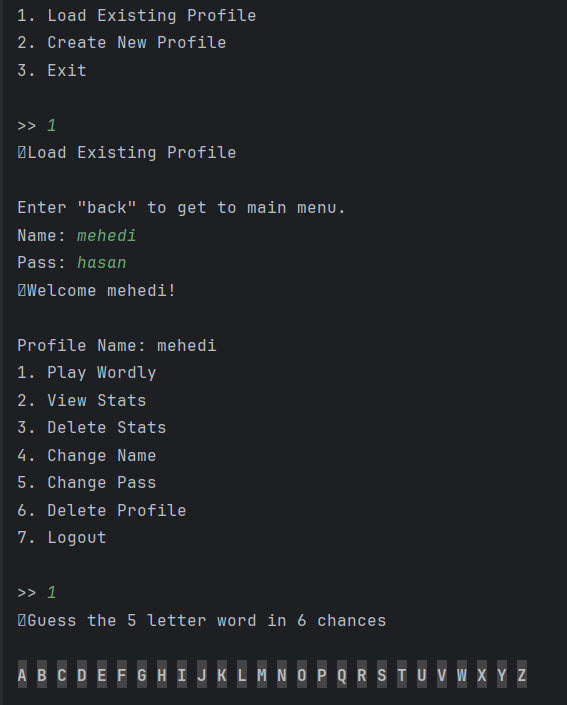 1. Load Existing Profile
2. Create New Profile
3. Exit
>> 1
Load Existing Profile
Enter "back" to get to main menu.
Name: mehedi
Pass: hasan
Welcome mehedi!
Profile Name: mehedi
1. Play Wordly
2. View Stats
3. Delete Stats
4. Change Name
5. Change Pass
6. Delete Profile
7. Logout
>> 1
Guess the 5 letter word in 6 chances
A B C D E F G H I J K L M N O P Q R S T U V W X Y Z